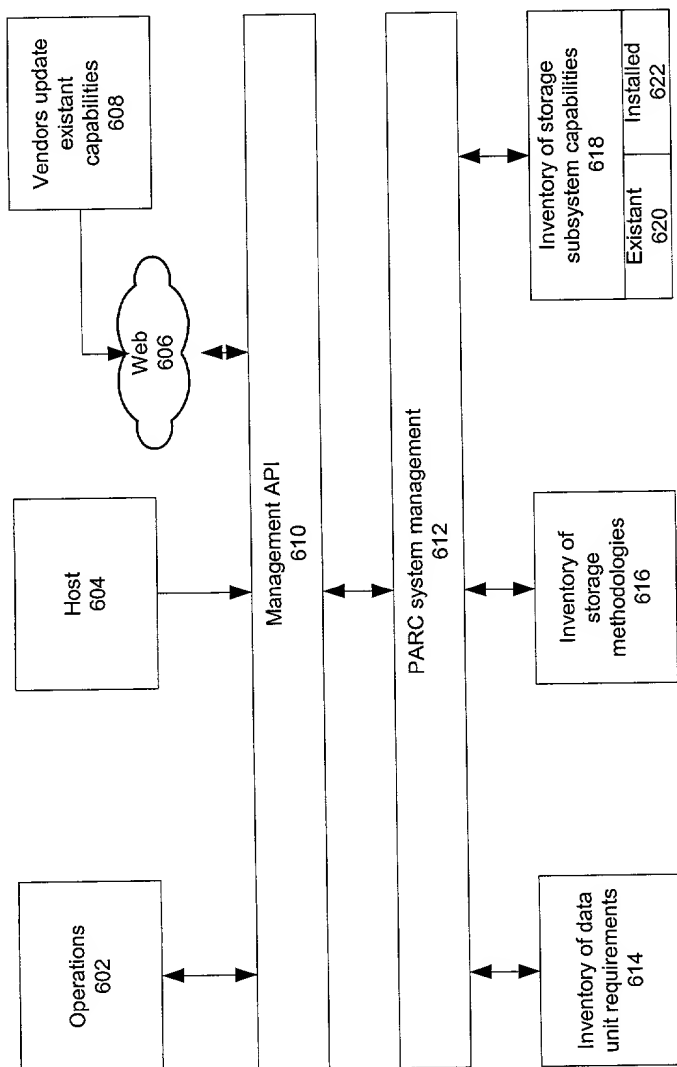 Operations
602
Host
604
Web
606
Vendors update
existant
capabilities
608
Management API
610
PARC system management
612
Inventory of data
unit requirements
614
Inventory of
storage
methodologies
616
Inventory of storage
subsystem capabilities
618
Existant
620
Installed
622